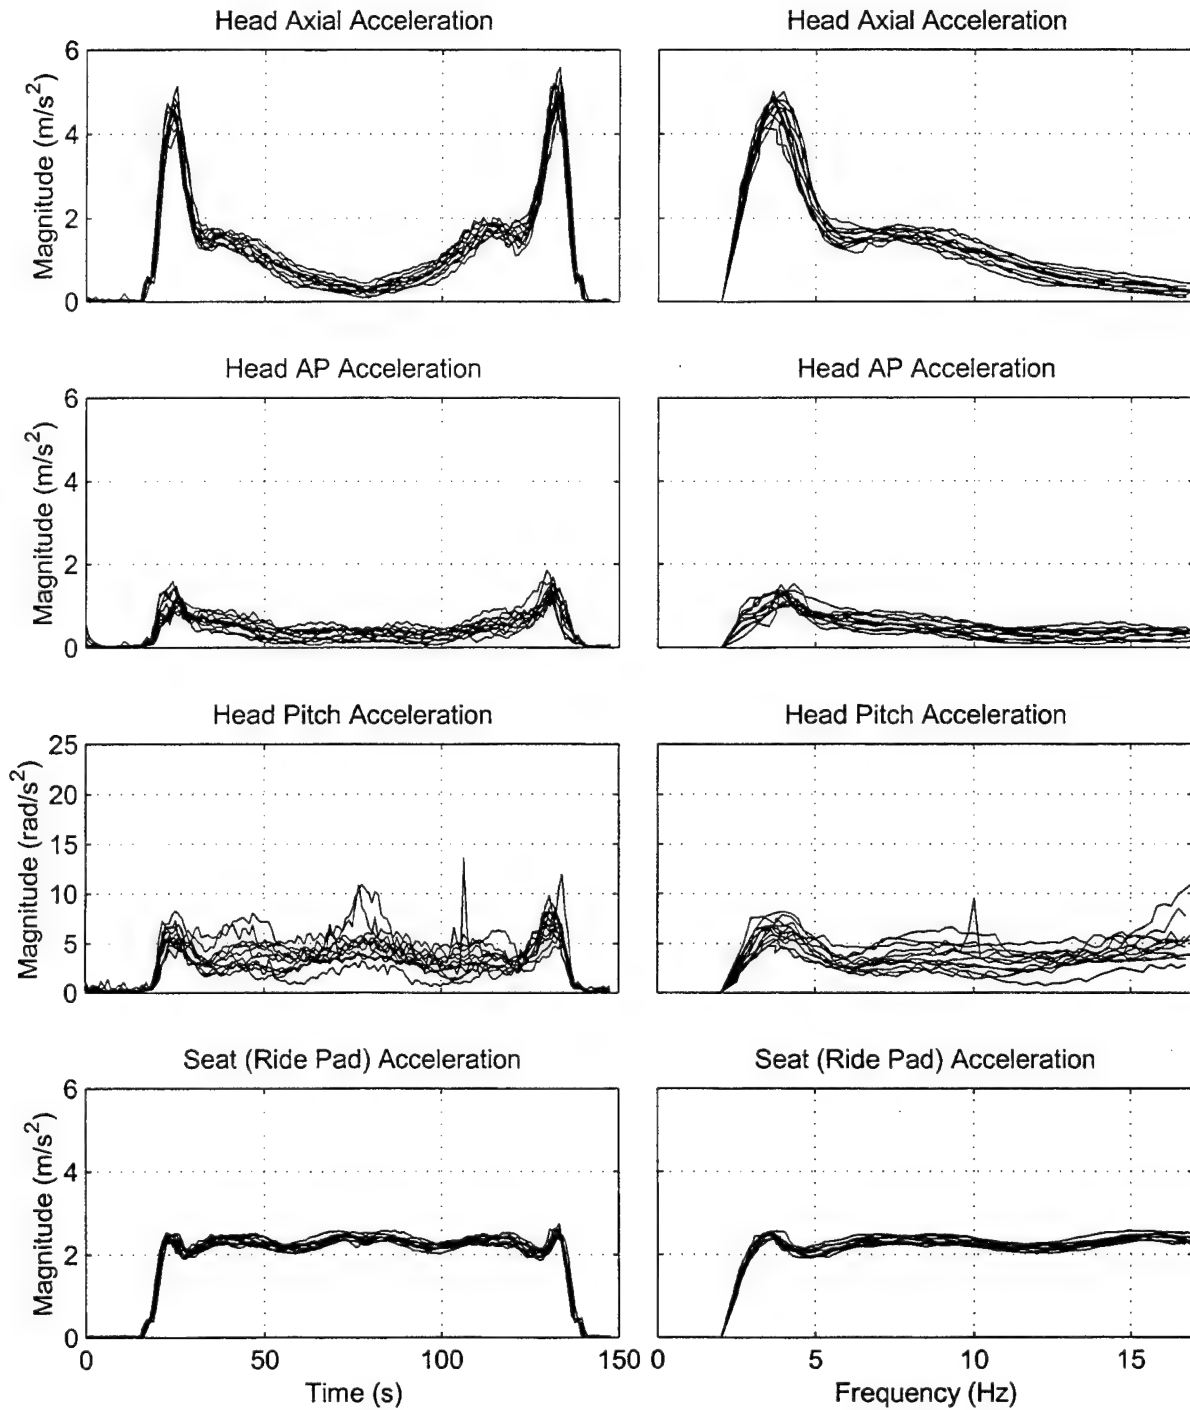 Head Axial Acceleration
Head Axial Acceleration
Magnitude (m/s²)
6
4
2
0
Head AP Acceleration
Head AP Acceleration
Magnitude (m/s²)
6
4
2
0
Head Pitch Acceleration
Head Pitch Acceleration
Magnitude (rad/s²)
25
20
15
10
5
0
Seat (Ride Pad) Acceleration
Seat (Ride Pad) Acceleration
Magnitude (m/s²)
6
4
2
0
0 50 100 150
0 5 10 15
Time (s)
Frequency (Hz)